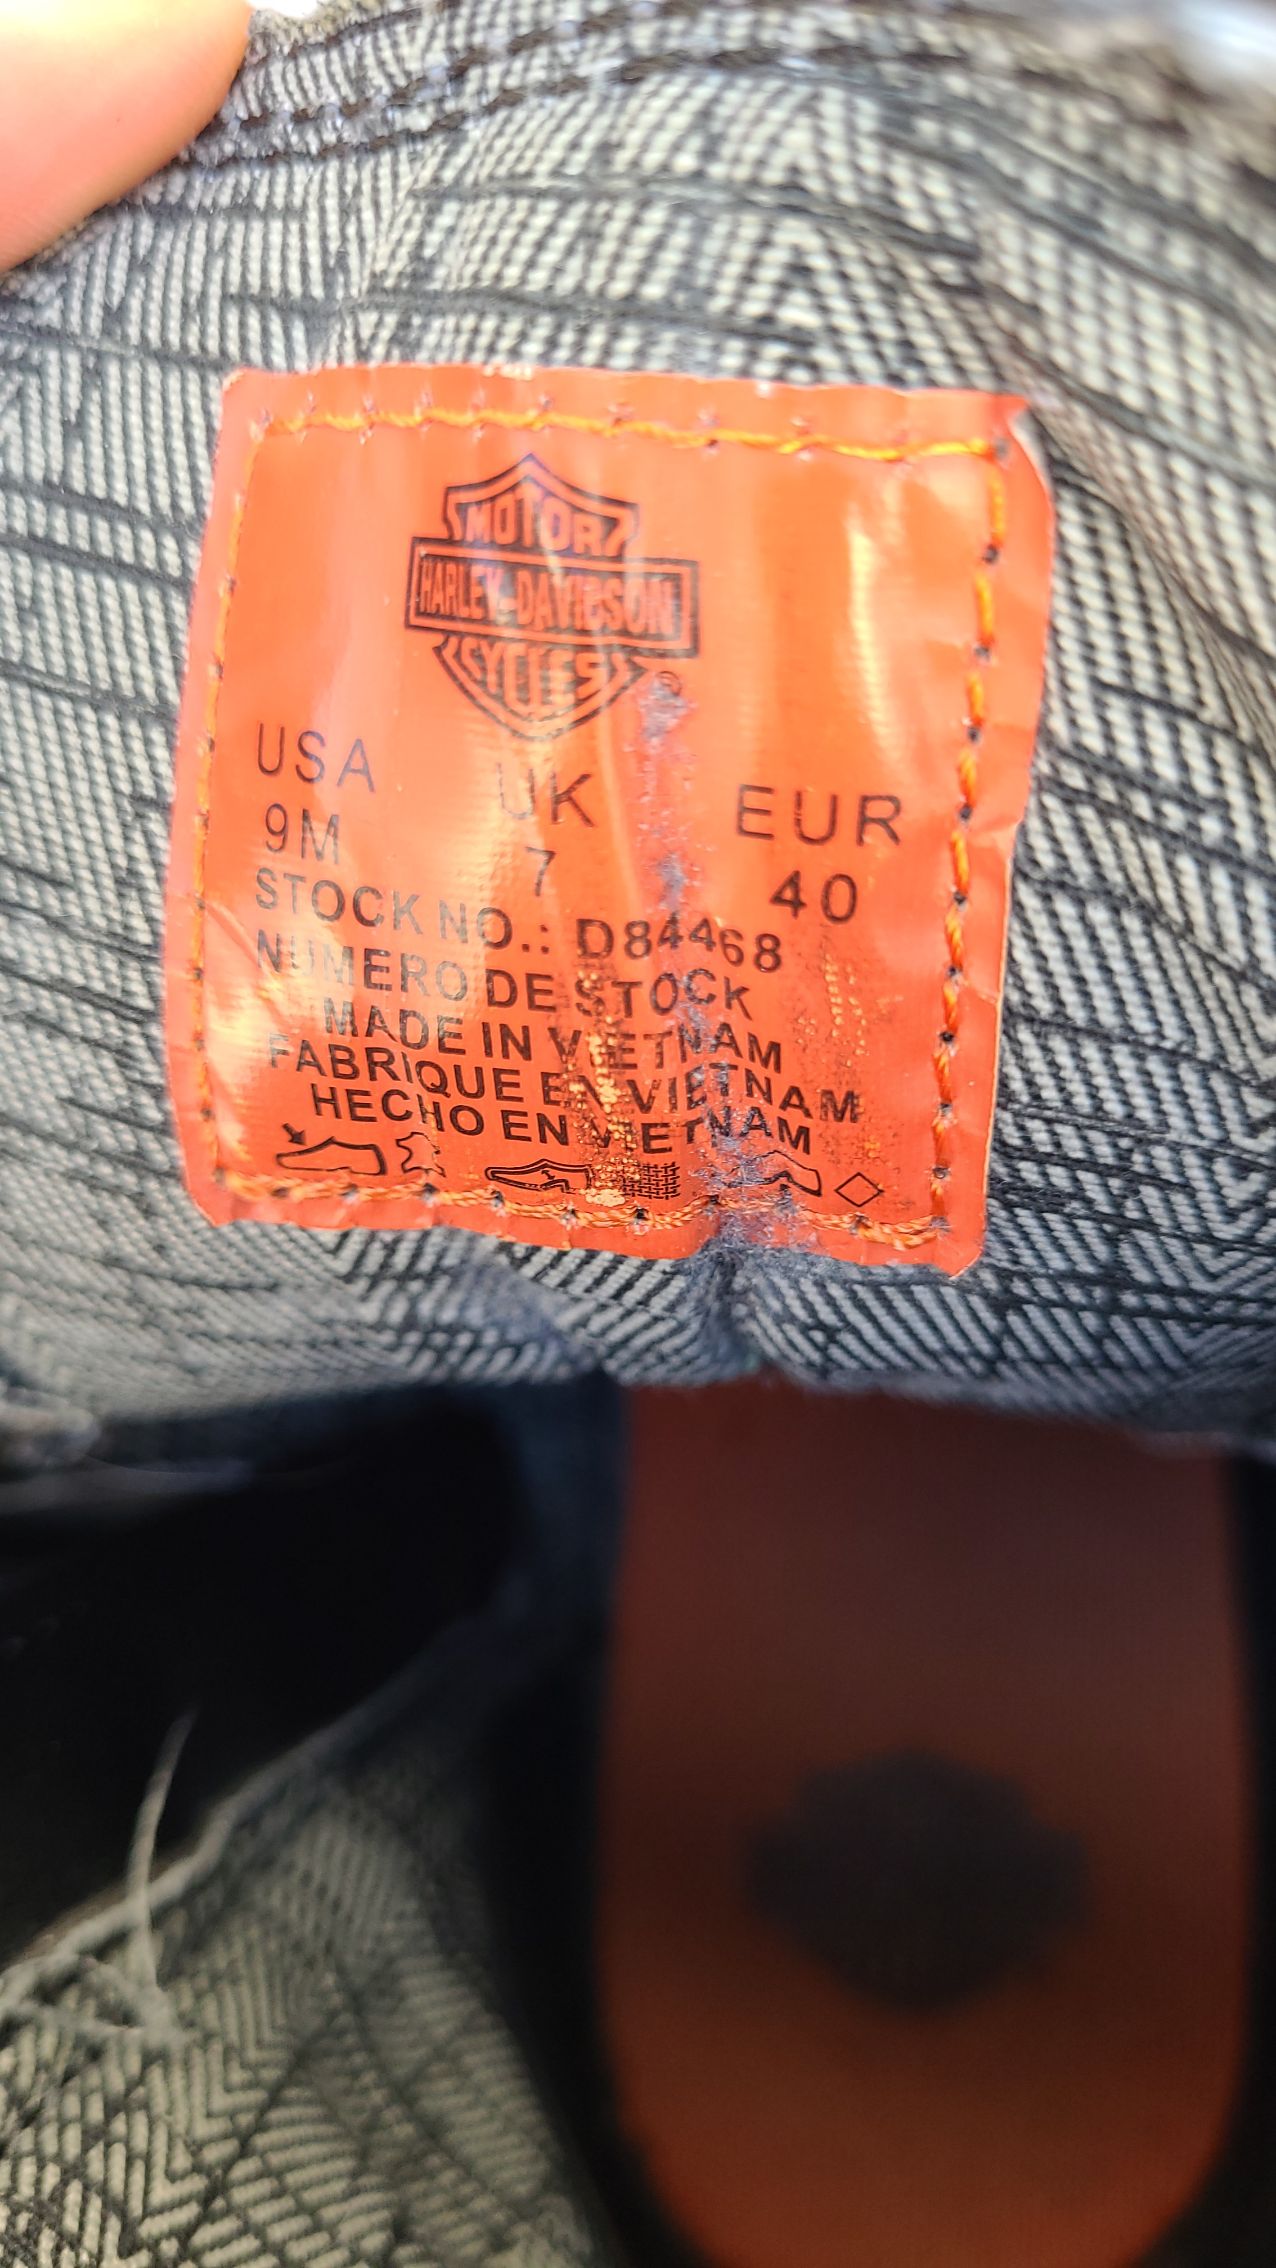 MOTOR
HARLEY-DAVIDSON
CYCLES
®
USA UK EUR
9M 7 40
STOCK NO.: D84468
NUMERO DE STOCK
MADE IN VIETNAM
FABRIQUE EN VIETNAM
HECHO EN VIETNAM